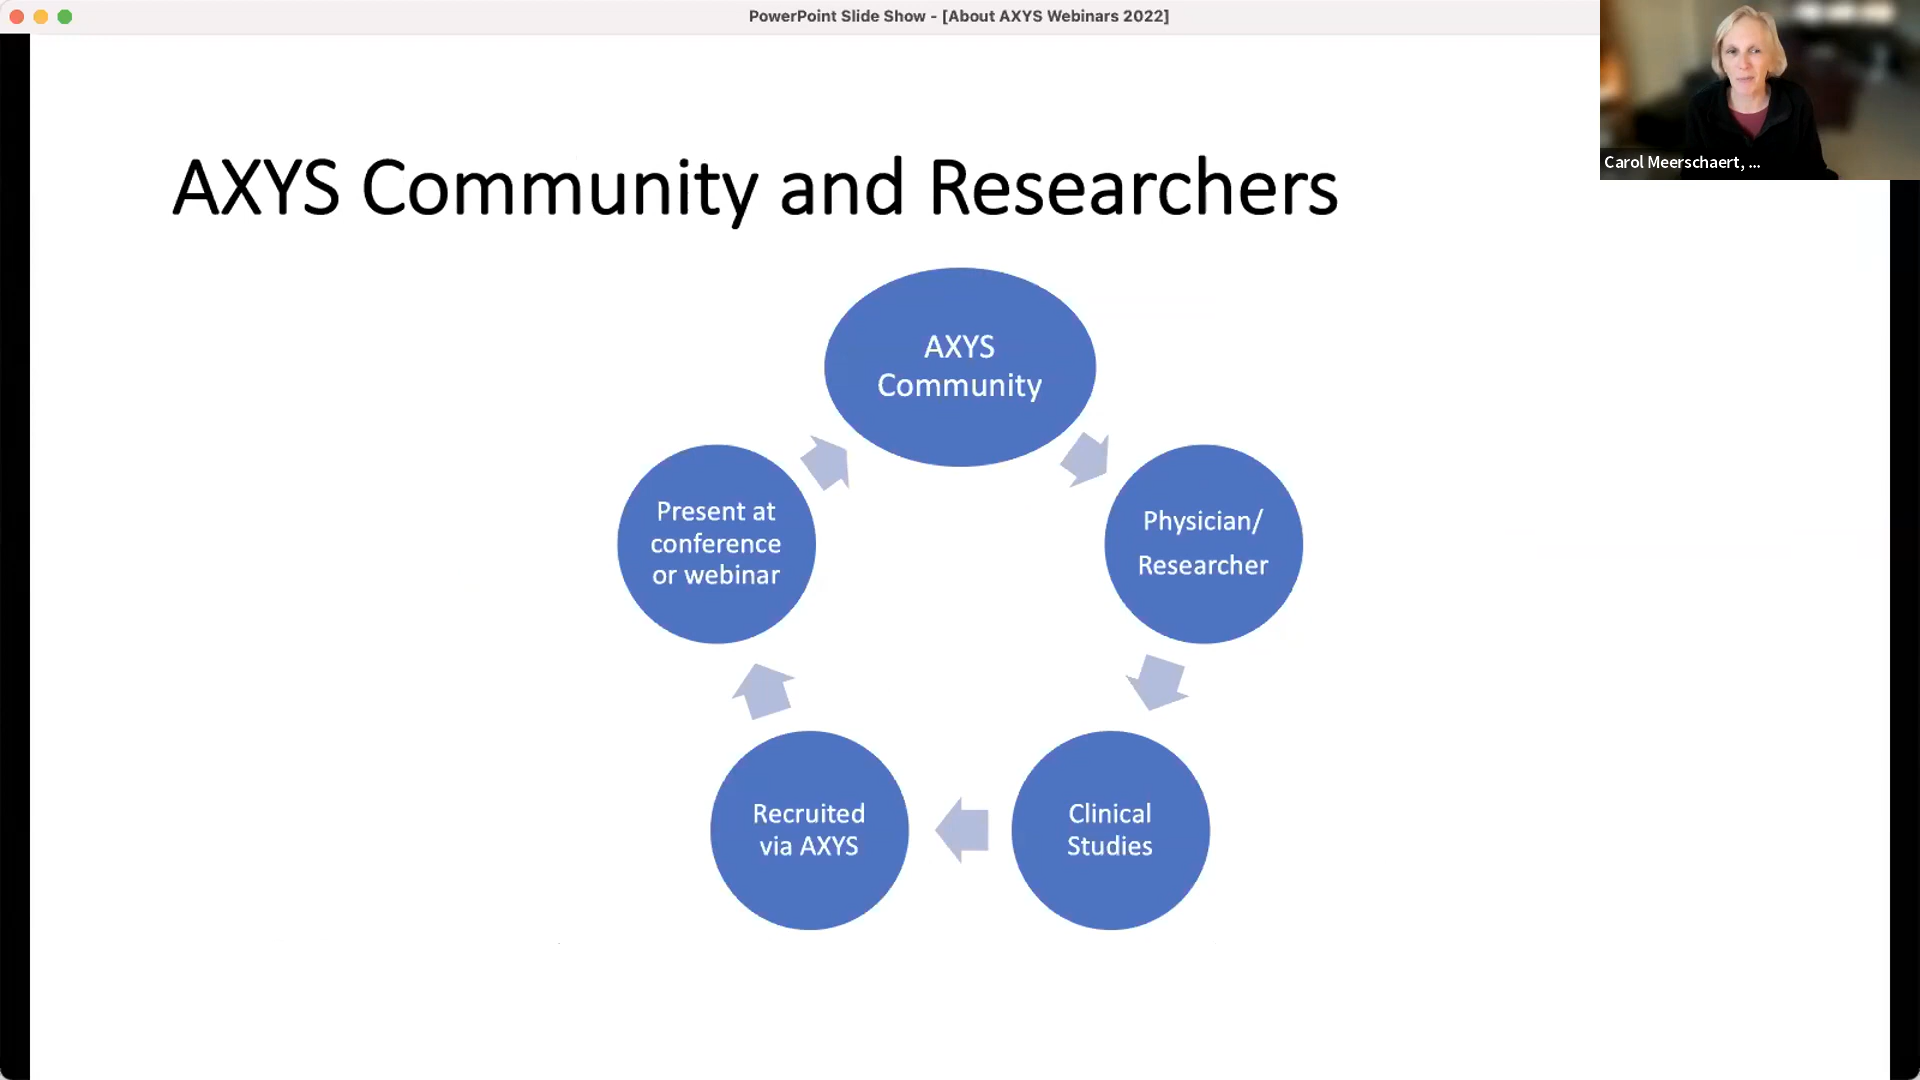 PowerPoint Slide Show - [About AXYS Webinars 2022]
Carol Meerschaert, ...
AXYS Community and Researchers
AXYS
Community
Physician/
Researcher
Clinical
Studies
Recruited
via AXYS
Present at
conference
or webinar